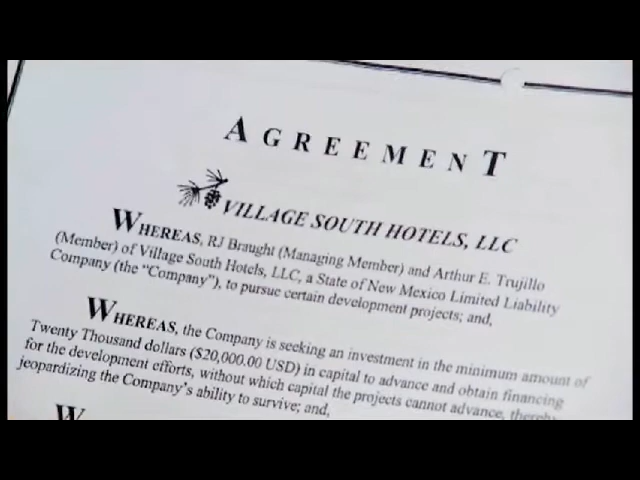 AGREEMENT
VILLAGE SOUTH HOTELS, LLC
WHEREAS, RJ Braught (Managing Member) and Arthur E. Trujillo
(Member) of Village South Hotels, LLC, a State of New Mexico Limited Liability
Company (the “Company”), to pursue certain development projects; and,
WHEREAS, the Company is seeking an investment in the minimum amount of
Twenty Thousand dollars ($20,000.00 USD) in capital to advance and obtain financing
for the development efforts, without which capital the projects cannot advance,
jeopardizing the Company’s ability to survive; and,
W